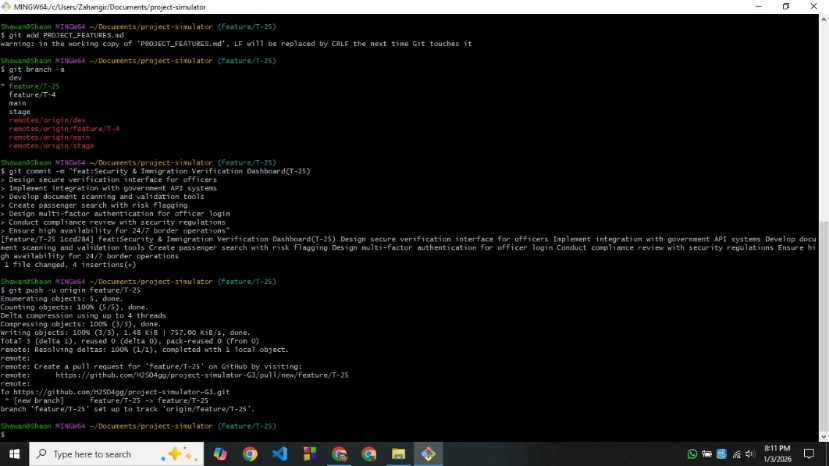 MINGW64:/c/Users/Zahangir/Documents/project-simulator
Shawan@Shaon MINGW64 ~/Documents/project-simulator (feature/T-25)
$ git add PROJECT_FEATURES.md
warning: in the working copy of 'PROJECT_FEATURES.md', LF will be replaced by CRLF the next time Git touches it
Shawan@Shaon MINGW64 ~/Documents/project-simulator (feature/T-25)
$ git branch -a
dev
* feature/T-25
feature/T-4
main
stage
remotes/origin/dev
remotes/origin/feature/T-4
remotes/origin/main
remotes/origin/stage
Shawan@Shaon MINGW64 ~/Documents/project-simulator (feature/T-25)
$ git commit -m "feat:Security & Immigration Verification Dashboard(T-25)
> Design secure verification interface for officers
> Implement integration with government API systems
> Develop document scanning and validation tools
> Create passenger search with risk flagging
> Design multi-factor authentication for officer login
> Conduct compliance review with security regulations
> Ensure high availability for 24/7 border operations"
[feature/T-25 1ccd284] feat:Security & Immigration Verification Dashboard(T-25) Design secure verification interface for officers Implement integration with government API systems Develop docu
ment scanning and validation tools Create passenger search with risk flagging Design multi-factor authentication for officer login Conduct compliance review with security regulations Ensure hi
gh availability for 24/7 border operations
1 file changed, 4 insertions(+)
Shawan@Shaon MINGW64 ~/Documents/project-simulator (feature/T-25)
$ git push -u origin feature/T-25
Enumerating objects: 5, done.
Counting objects: 100% (5/5), done.
Delta compression using up to 4 threads
Compressing objects: 100% (3/3), done.
Writing objects: 100% (3/3), 1.48 KiB | 757.00 KiB/s, done.
Total 3 (delta 1), reused 0 (delta 0), pack-reused 0 (from 0)
remote: Resolving deltas: 100% (1/1), completed with 1 local object.
remote:
remote: Create a pull request for 'feature/T-25' on GitHub by visiting:
remote:      https://github.com/H2SO4gg/project-simulator-G3/pull/new/feature/T-25
remote:
To https://github.com/H2SO4gg/project-simulator-G3.git
* [new branch]      feature/T-25 -> feature/T-25
branch 'feature/T-25' set up to track 'origin/feature/T-25'.
Shawan@Shaon MINGW64 ~/Documents/project-simulator (feature/T-25)
$
Type here to search
8:11 PM
1/3/2026